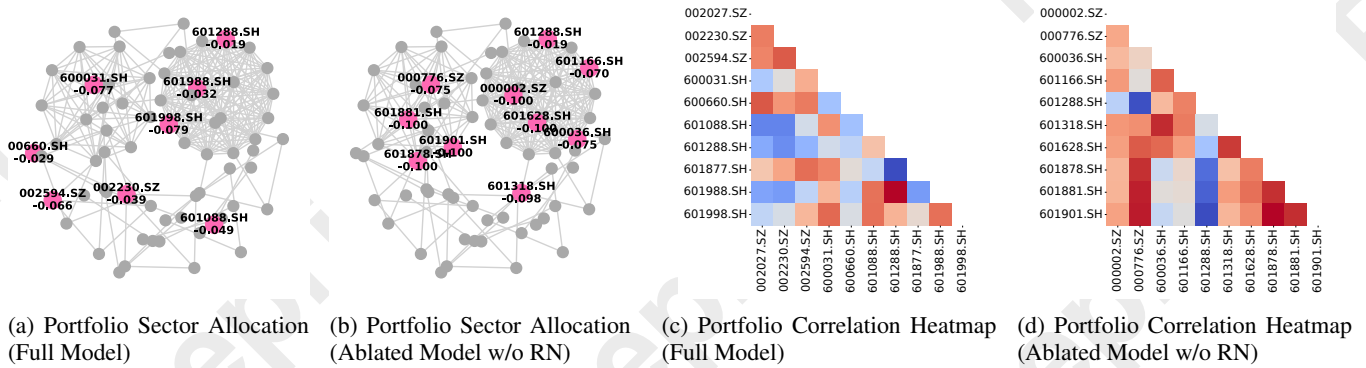 601288.SH
-0.019
600031.SH
-0.077
601988.SH
-0.032
601998.SH
-0.079
00660.SH
-0.029
002594.SZ
-0.066
002230.SZ
-0.039
601088.SH
-0.049
601288.SH
-0.019
601166.SH
-0.070
000776.SZ
-0.075
000002.SZ
-0.100
601881.SH
-0.100
601628.SH
-0.100
600036.SH
-0.075
601901.SH
-0.100
601878.SH
-0.100
601318.SH
-0.098
002027.SZ
002230.SZ
002594.SZ
600031.SH
600660.SH
601088.SH
601288.SH
601877.SH
601988.SH
601998.SH
002027.SZ
002230.SZ
002594.SZ
600031.SH
600660.SH
601088.SH
601288.SH
601877.SH
601988.SH
601998.SH
000002.SZ
000776.SZ
600036.SH
601166.SH
601288.SH
601318.SH
601628.SH
601878.SH
601881.SH
601901.SH
000002.SZ
000776.SZ
600036.SH
601166.SH
601288.SH
601318.SH
601628.SH
601878.SH
601881.SH
601901.SH
(a) Portfolio Sector Allocation
(Full Model)
(b) Portfolio Sector Allocation
(Ablated Model w/o RN)
(c) Portfolio Correlation Heatmap
(Full Model)
(d) Portfolio Correlation Heatmap
(Ablated Model w/o RN)